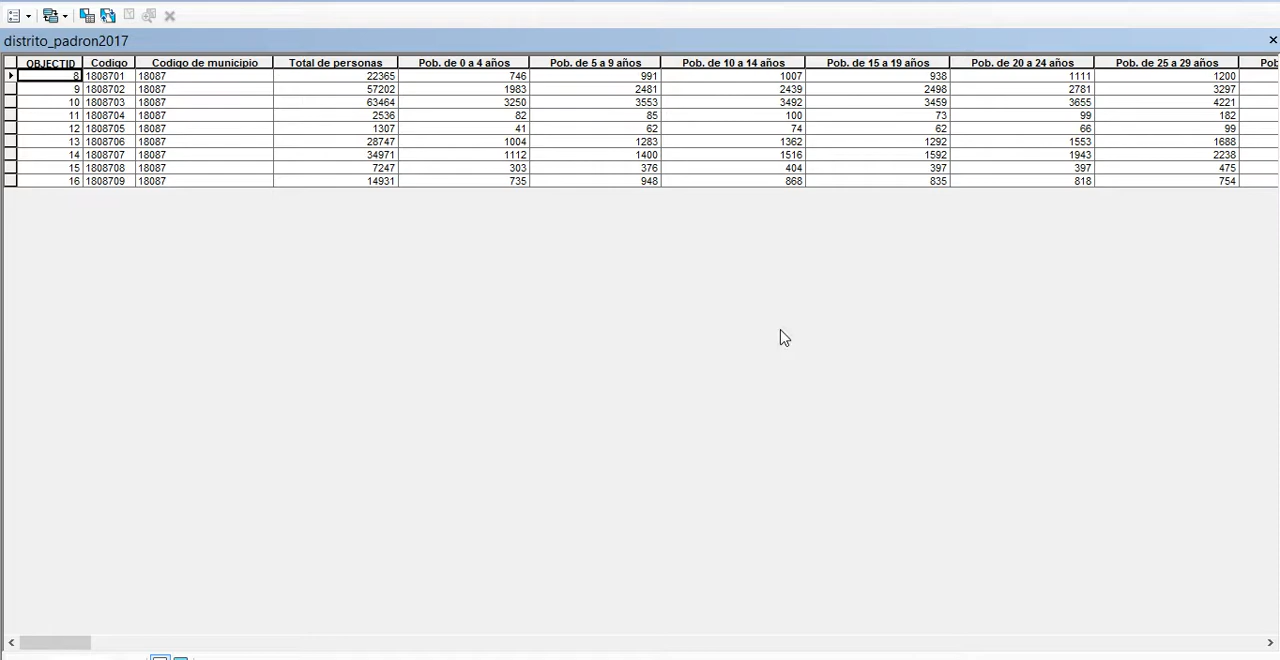 distrito_padron2017
OBJECTID Codigo Codigo de municipio Total de personas Pob. de 0 a 4 años Pob. de 5 a 9 años Pob. de 10 a 14 años Pob. de 15 a 19 años Pob. de 20 a 24 años Pob. de 25 a 29 años Pob
8 1808701 18087 22365 746 991 1007 938 1111 1200
9 1808702 18087 57202 1983 2481 2439 2498 2781 3297
10 1808703 18087 63464 3250 3553 3492 3459 3655 4221
11 1808704 18087 2536 82 85 100 73 99 182
12 1808705 18087 1307 41 62 74 62 66 99
13 1808706 18087 28747 1004 1283 1362 1292 1553 1688
14 1808707 18087 34971 1112 1400 1516 1592 1943 2238
15 1808708 18087 7247 303 376 404 397 397 475
16 1808709 18087 14931 735 948 868 835 818 754